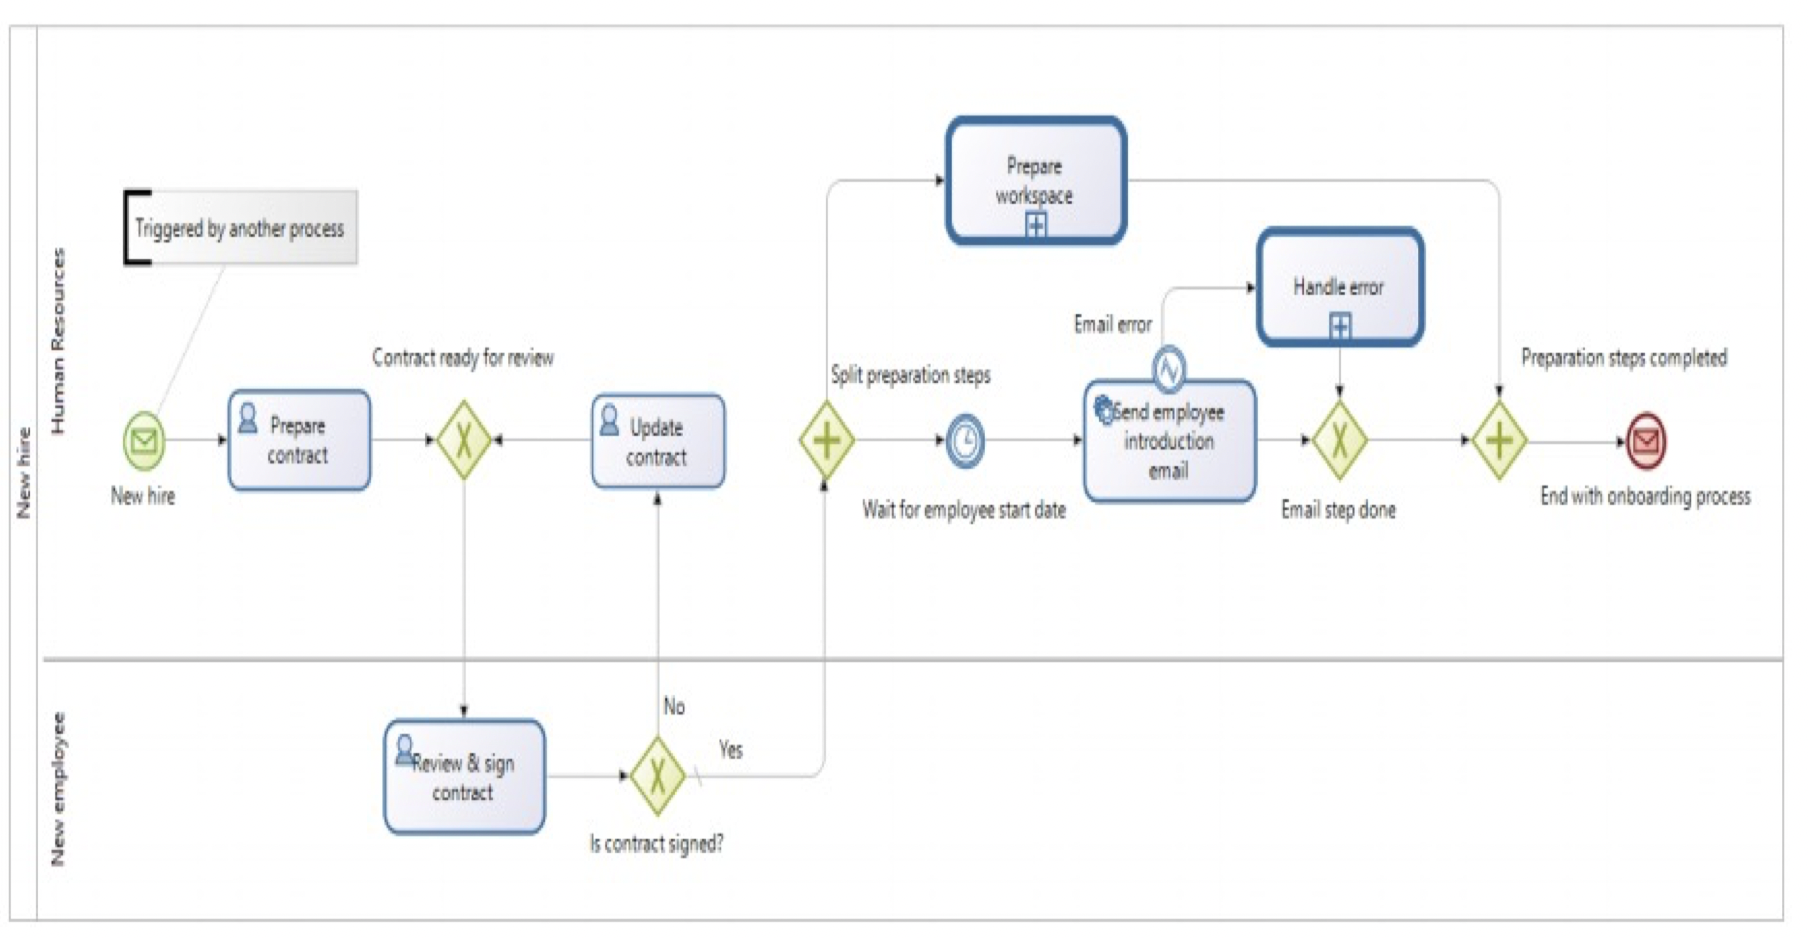 New hire
Human Resources
New employee
Triggered by another process
New hire
Prepare
contract
Contract ready for review
Update
contract
Split preparation steps
Prepare
workspace
Wait for employee start date
Email error
Handle error
Send employee
introduction
email
Email step done
Preparation steps completed
End with onboarding process
Review & sign
contract
Is contract signed?
No
Yes